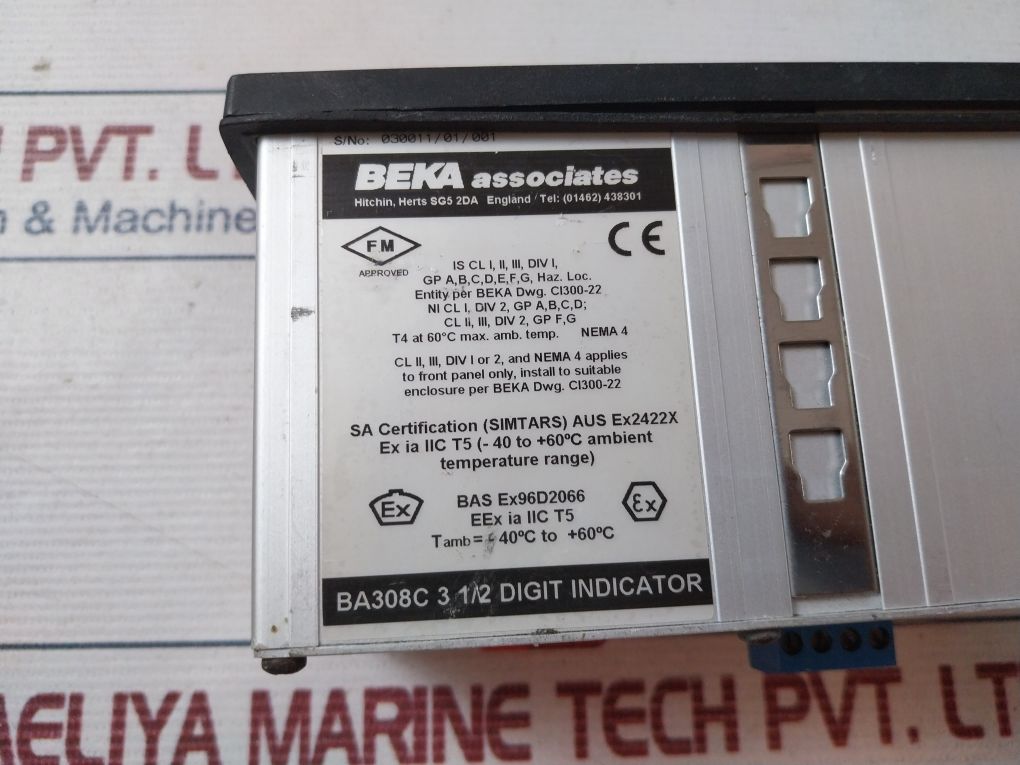 PVT. L
n & Machine
S/No: 030011/01/001
BEKA associates
Hitchin, Herts SG5 2DA England Tel: (01462) 438301
FM
APPROVED
CE
IS CL I, II, III, DIV I,
GP A,B,C,D,E,F,G, Haz. Loc.
Entity per BEKA Dwg. CI300-22
NI CL I, DIV 2, GP A,B,C,D;
CL Ii, III, DIV 2, GP F,G
T4 at 60°C max. amb. temp. NEMA 4
CL II, III, DIV I or 2, and NEMA 4 applies
to front panel only, install to suitable
enclosure per BEKA Dwg. CI300-22
SA Certification (SIMTARS) AUS Ex2422X
Ex ia IIC T5 (- 40 to +60ºC ambient
temperature range)
Ex
BAS Ex96D2066
EEx ia IIC T5
Tamb = - 40ºC to +60ºC
Ex
BA308C 3 1/2 DIGIT INDICATOR
AELIYA MARINE TECH PVT. LT